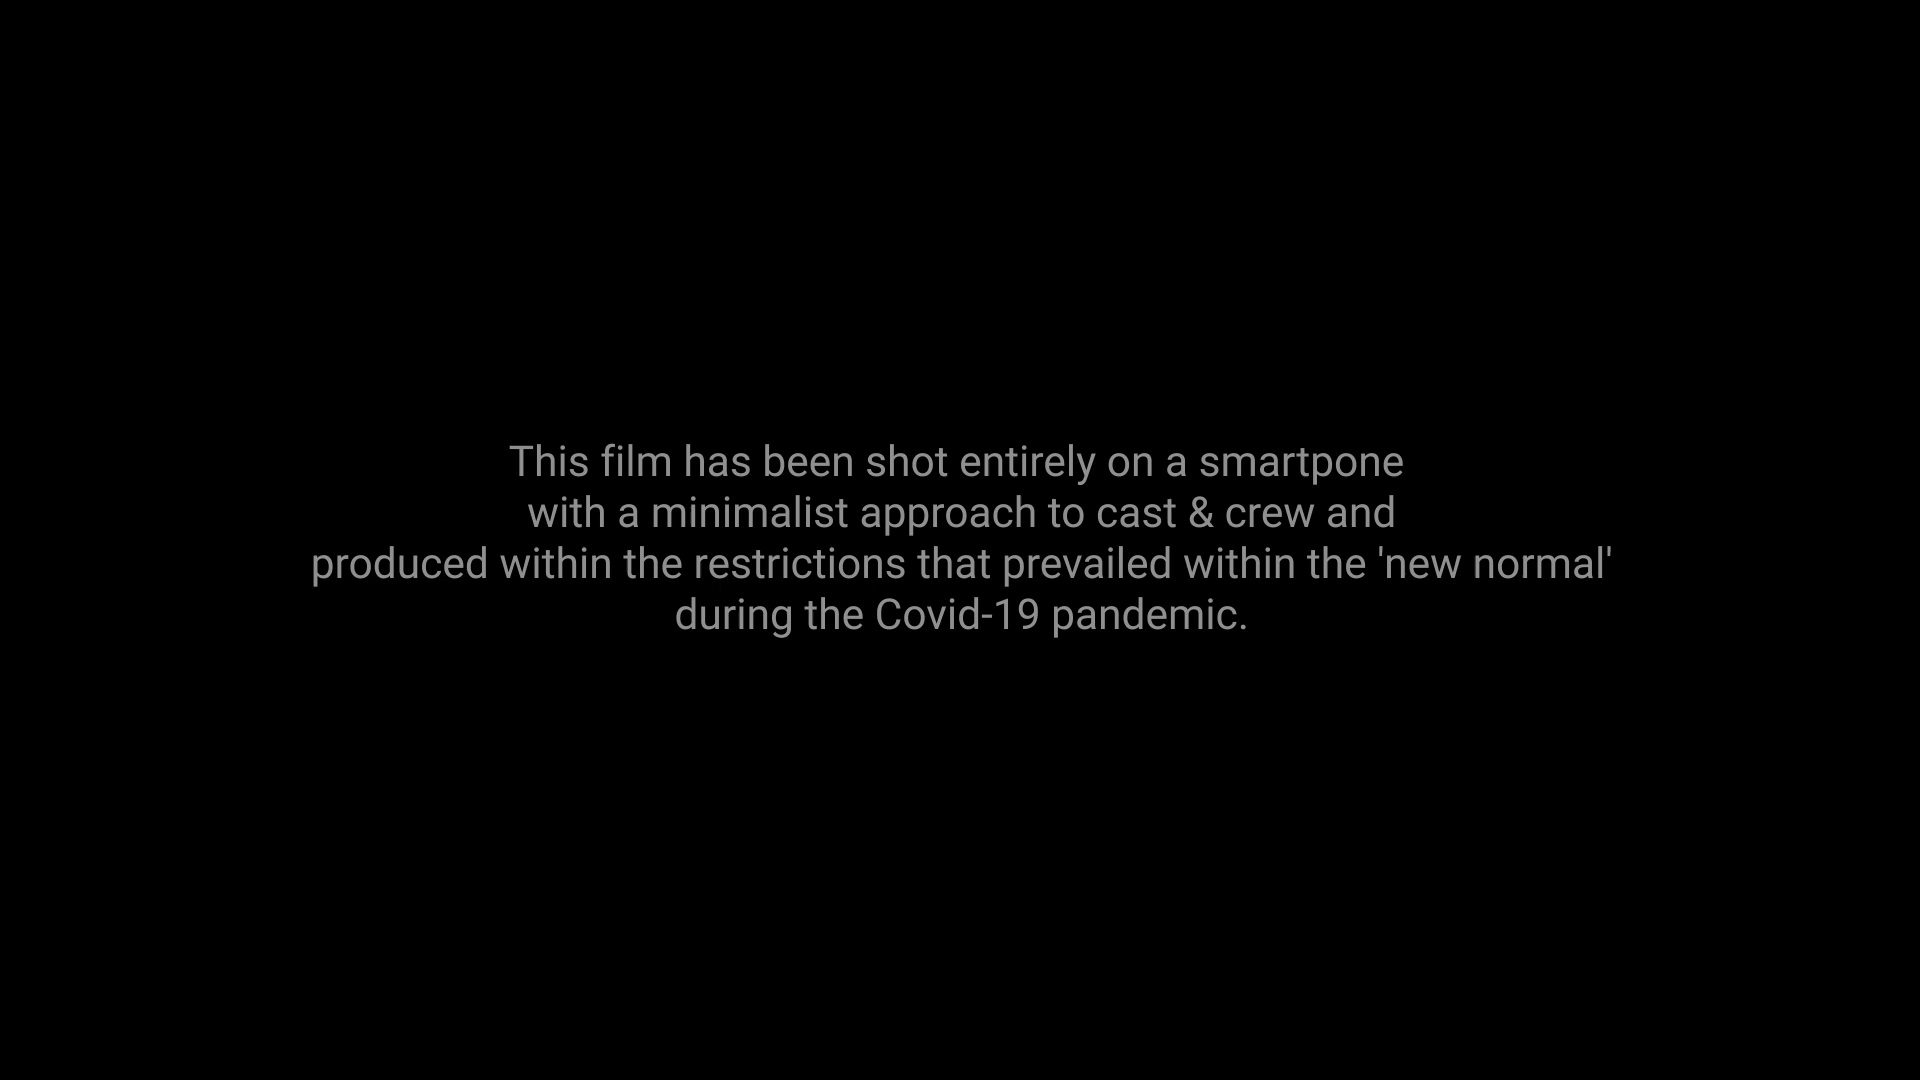 This film has been shot entirely on a smartpone
with a minimalist approach to cast & crew and
produced within the restrictions that prevailed within the 'new normal'
during the Covid-19 pandemic.